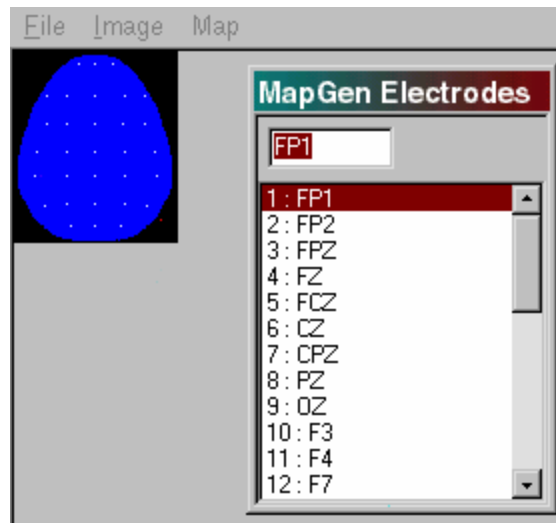 File Image Map
MapGen Electrodes
FP1
1 : FP1
2 : FP2
3 : FPZ
4 : FZ
5 : FCZ
6 : CZ
7 : CPZ
8 : PZ
9 : OZ
10 : F3
11 : F4
12 : F7